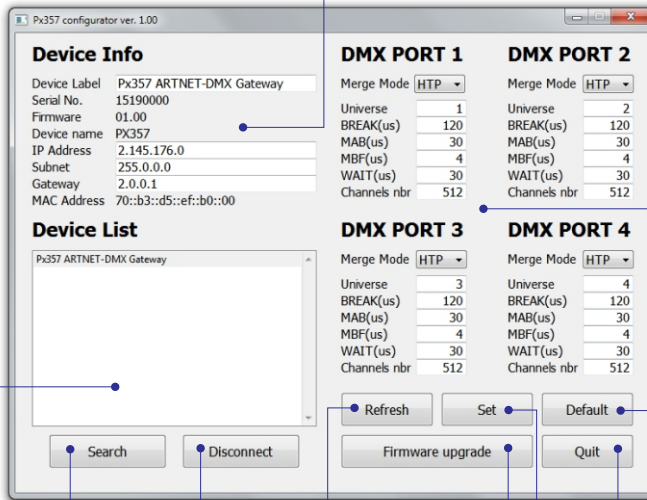 Px357 configurator ver. 1.00
Device Info
Device Label Px357 ARTNET-DMX Gateway
Serial No. 15190000
Firmware 01.00
Device name PX357
IP Address 2.145.176.0
Subnet 255.0.0.0
Gateway 2.0.0.1
MAC Address 70::b3::d5::ef::b0::00
Device List
Px357 ARTNET-DMX Gateway
Search Disconnect
DMX PORT 1
Merge Mode HTP
Universe 1
BREAK(us) 120
MAB(us) 30
MBF(us) 4
WAIT(us) 30
Channels nbr 512
DMX PORT 2
Merge Mode HTP
Universe 2
BREAK(us) 120
MAB(us) 30
MBF(us) 4
WAIT(us) 30
Channels nbr 512
DMX PORT 3
Merge Mode HTP
Universe 3
BREAK(us) 120
MAB(us) 30
MBF(us) 4
WAIT(us) 30
Channels nbr 512
DMX PORT 4
Merge Mode HTP
Universe 4
BREAK(us) 120
MAB(us) 30
MBF(us) 4
WAIT(us) 30
Channels nbr 512
Refresh Set Default
Firmware upgrade Quit